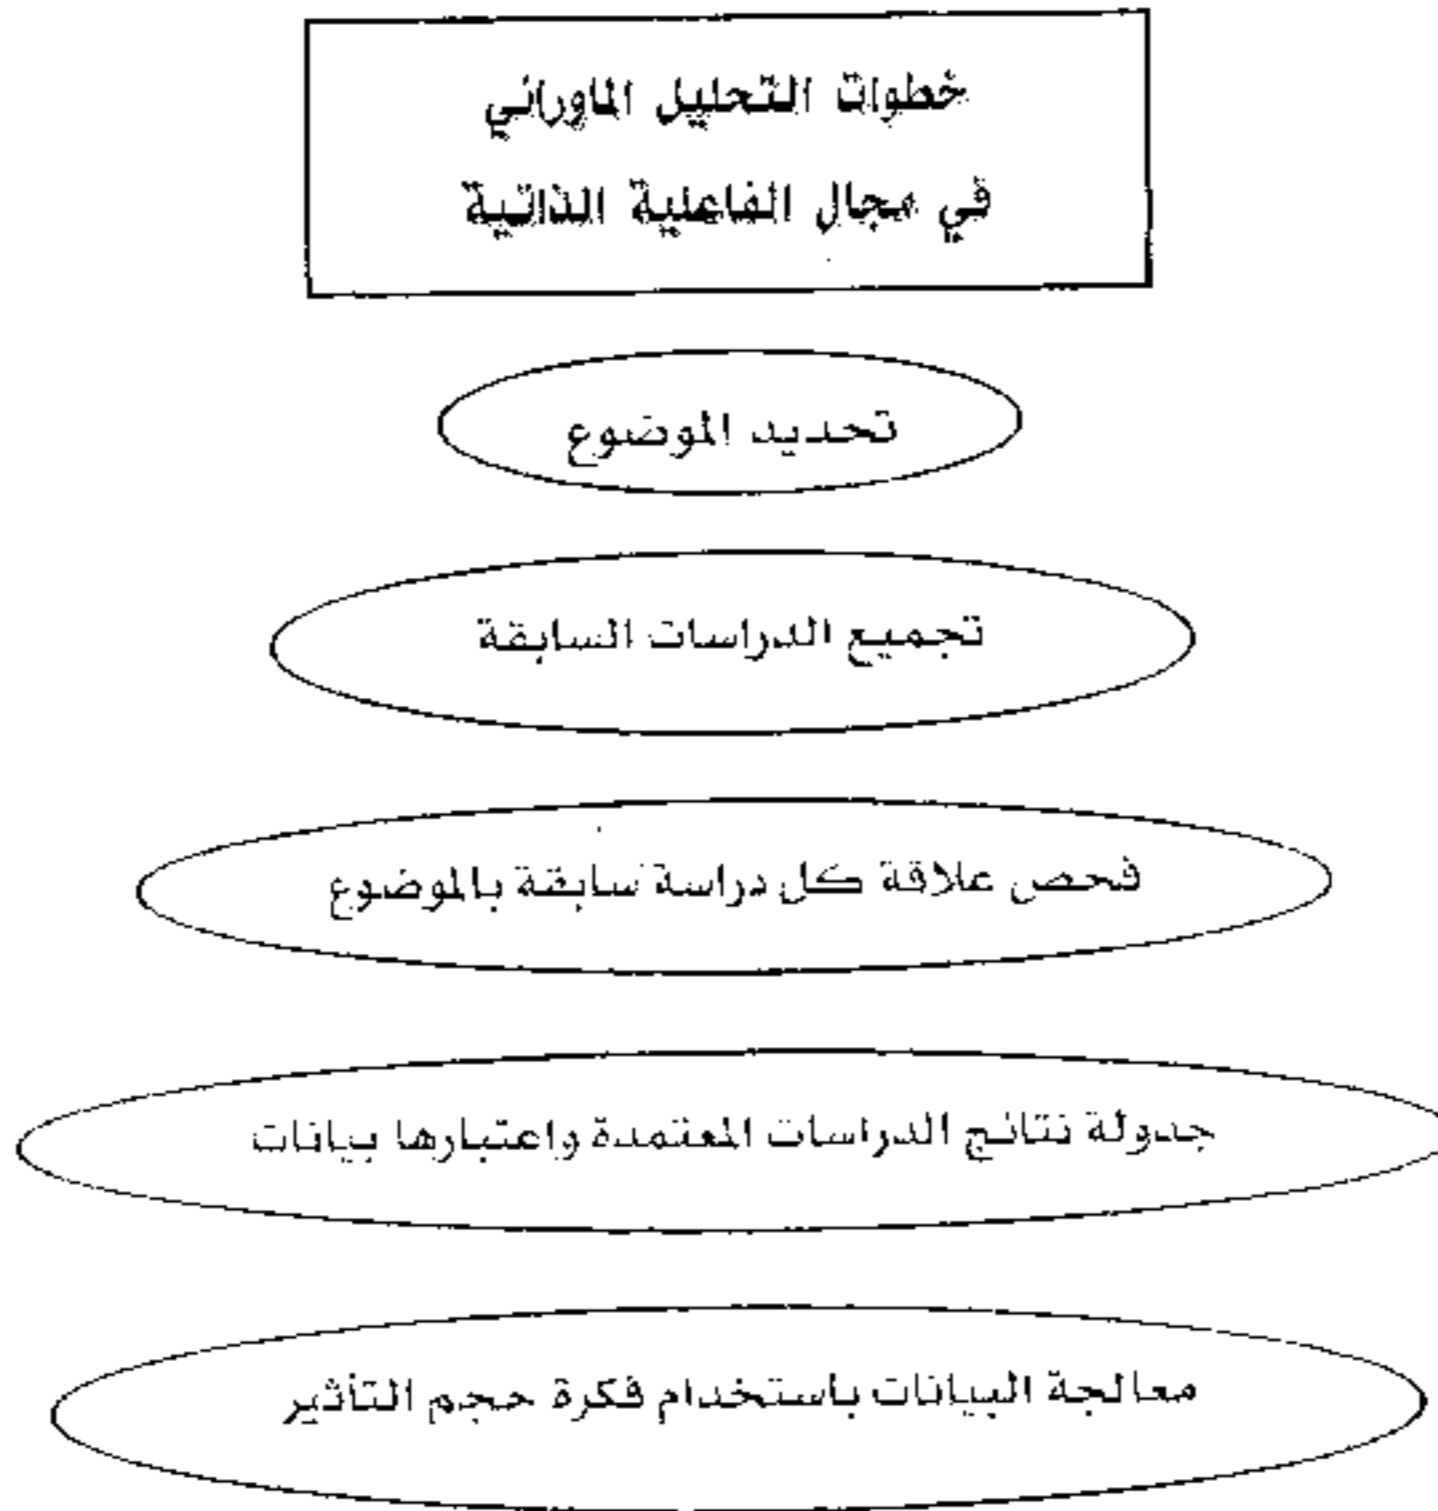 خطوات التحليل الماورائي
في مجال الفاعلية الذاتية
تحديد الموضوع
تجميع الدراسات السابقة
فحص علاقة كل دراسة سابقة بالموضوع
جدولة نتائج الدراسات المعتمدة واعتبارها بيانات
معالجة البيانات باستخدام فكرة حجم التأثير